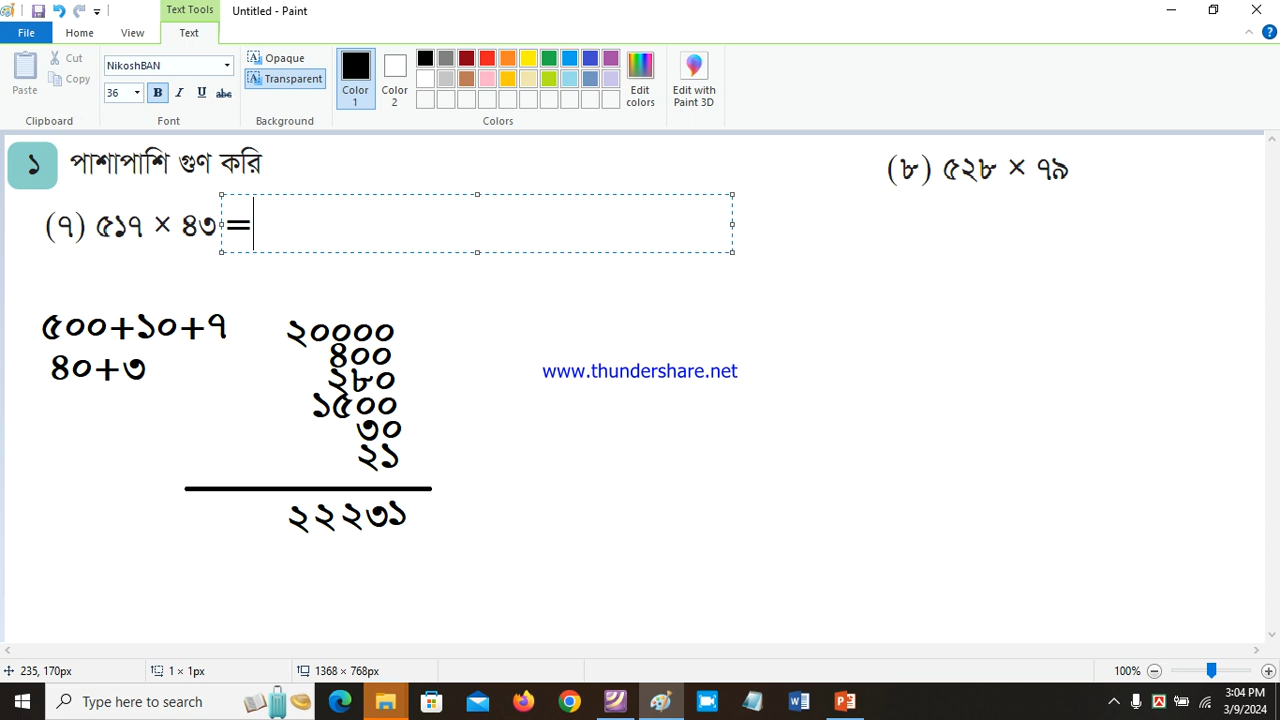 Text Tools
Untitled - Paint
File
Home
View
Text
Paste
Cut
Copy
Clipboard
NikoshBAN
36
B I U abc
Font
Opaque
Transparent
Background
Color 1
Color 2
Edit colors
Edit with Paint 3D
Colors
১ পাশাপাশি গুণ করি
(৭) ৫১৭ × ৪৩ =
(৮) ৫২৮ × ৭৯
৫০০+১০+৭
৪০+৩
২০০০০
৪০০
২৮০
১৫০০
৩০
২১
২২২৩১
www.thundershare.net
235, 170px
1 × 1px
1368 × 768px
100%
Type here to search
3:04 PM
3/9/2024